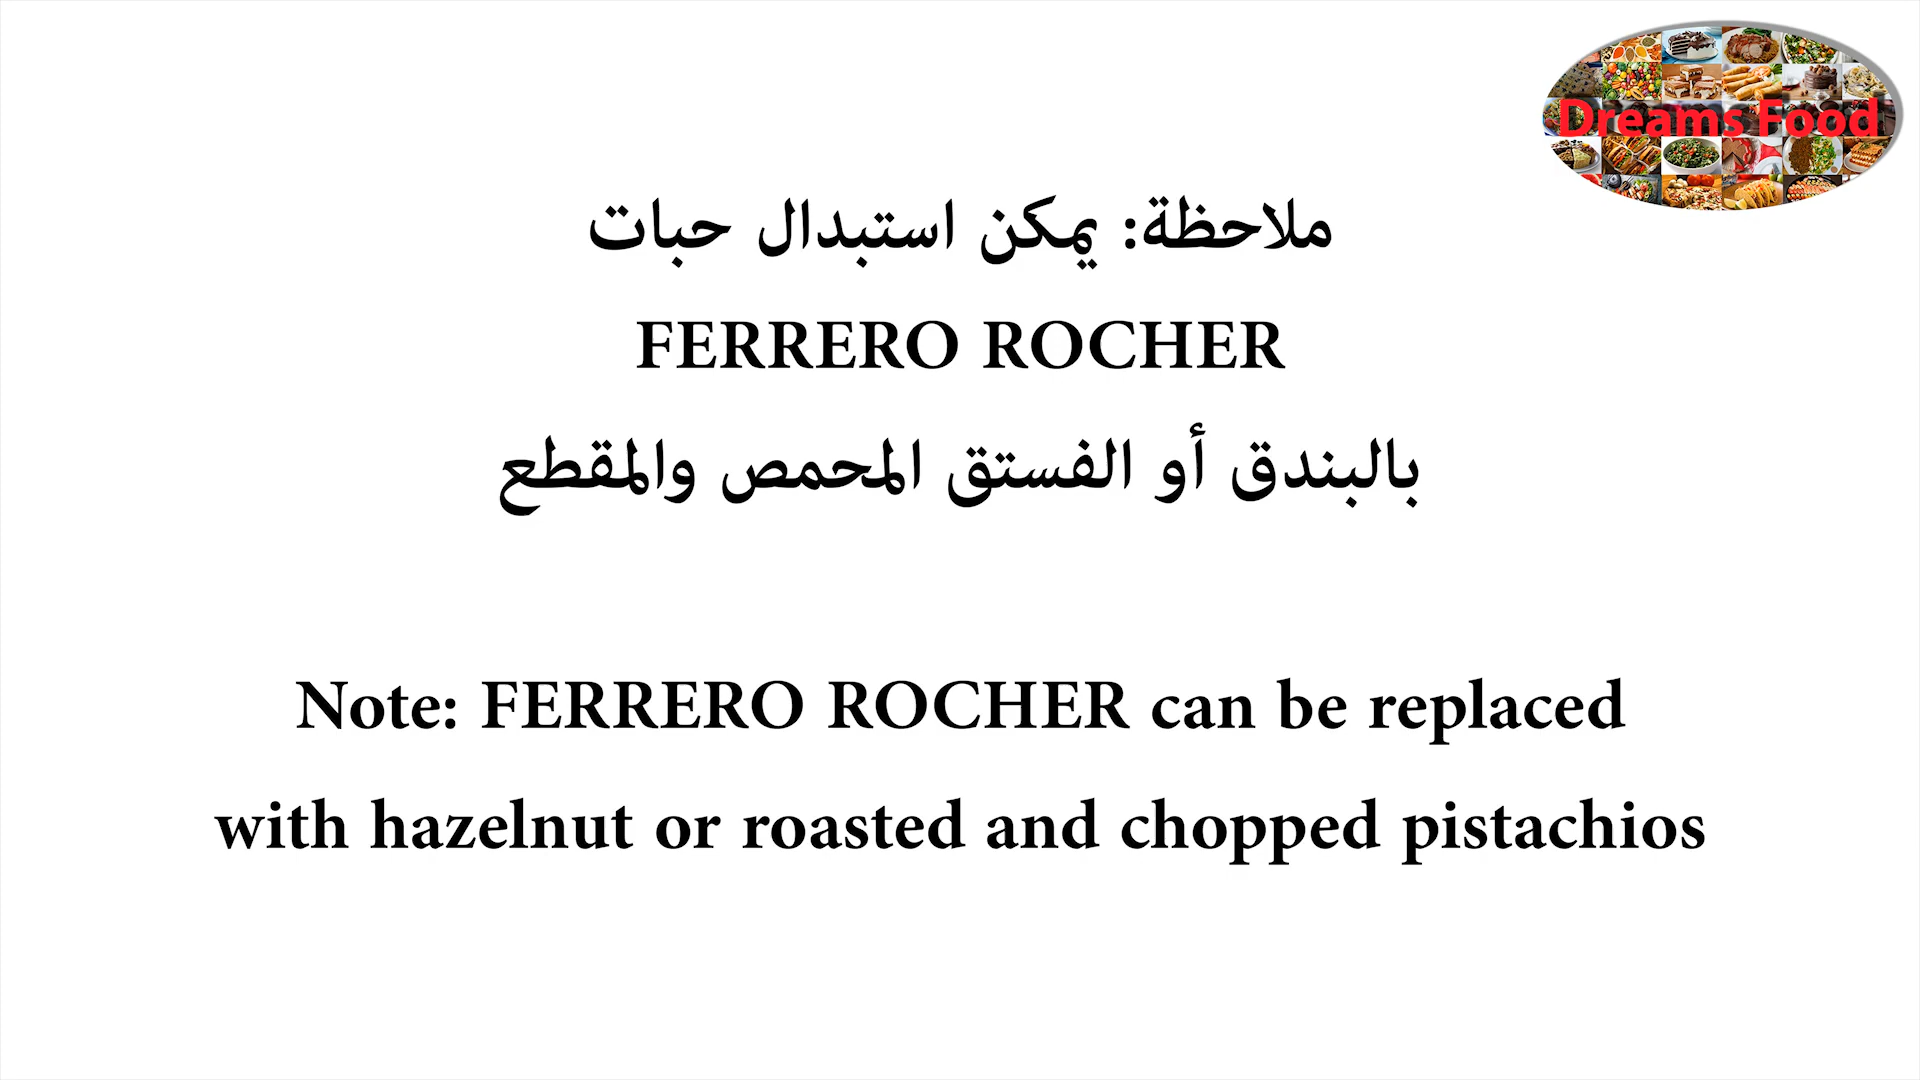 Dreams Food
ملاحظة: يمكن استبدال حبات
FERRERO ROCHER
بالبندق أو الفستق المحمص والمقطع
Note: FERRERO ROCHER can be replaced
with hazelnut or roasted and chopped pistachios